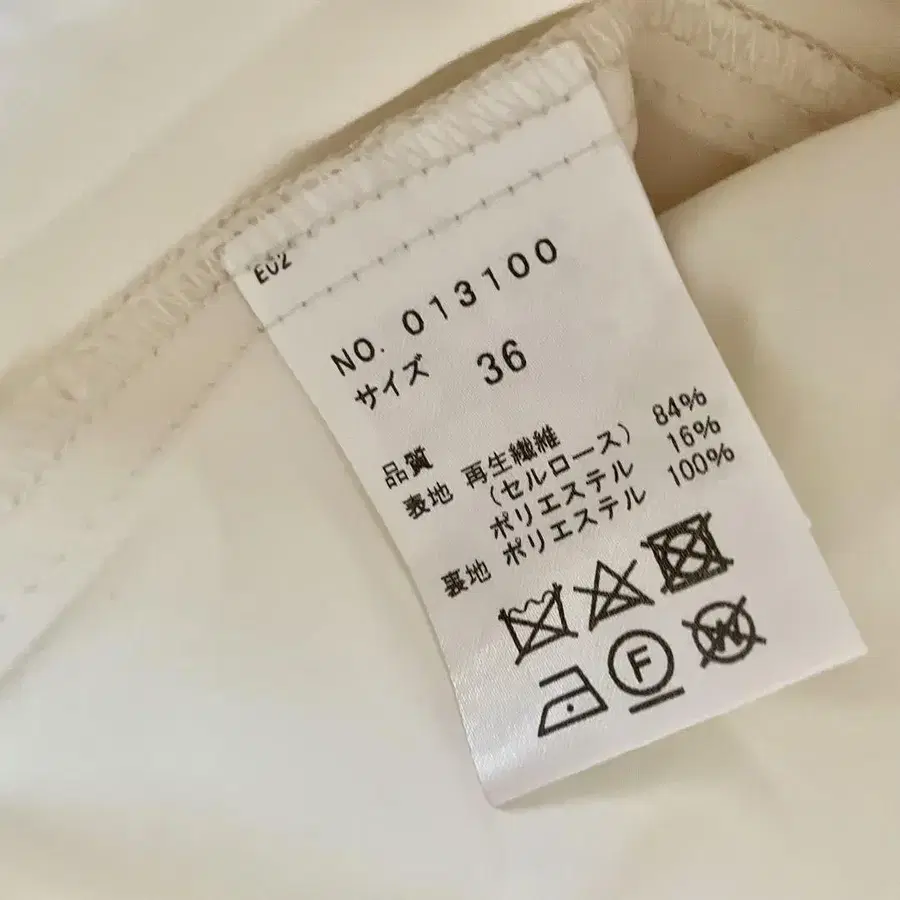 E02
NO. 013100
サイズ 36
品質
表地 再生繊維 84%
(セルロース)
ポリエステル 16%
裏地 ポリエステル 100%
F
W